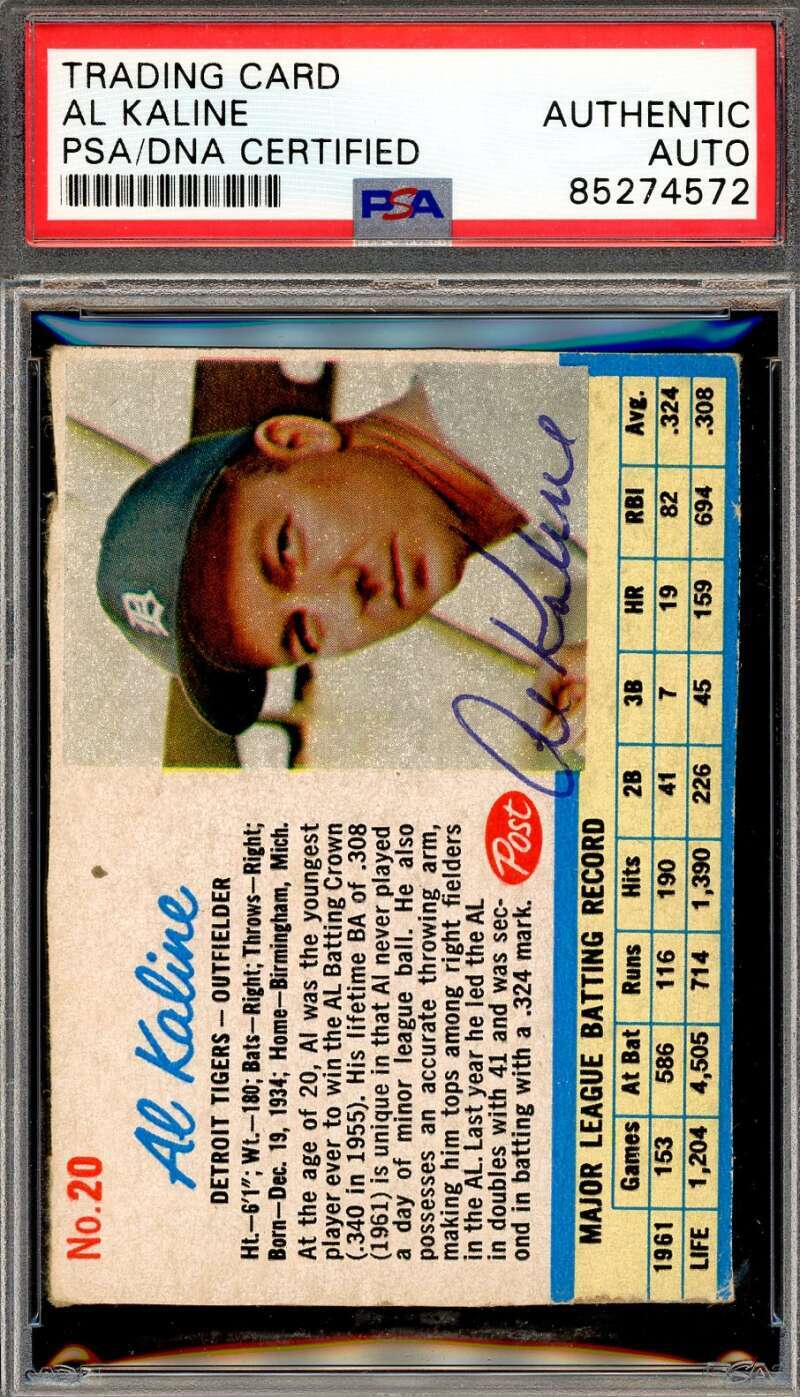 TRADING CARD
AL KALINE
PSA/DNA CERTIFIED
AUTHENTIC
AUTO
85274572
PSA
No. 20
Al Kaline
DETROIT TIGERS – OUTFIELDER
Ht.–6'1"; Wt.–180; Bats–Right; Throws–Right;
Born–Dec. 19, 1934; Home–Birmingham, Mich.
At the age of 20, Al was the youngest
player ever to win the AL Batting Crown
(.340 in 1955). His lifetime BA of .308
(1961) is unique in that Al never played
a day of minor league ball. He also
possesses an accurate throwing arm,
making him tops among right fielders
in the AL. Last year he led the AL
in doubles with 41 and was sec-
ond in batting with a .324 mark.
Post
D
Al Kaline
MAJOR LEAGUE BATTING RECORD
Games At Bat Runs Hits 2B 3B HR RBI Avg.
1961 153 586 116 190 41 7 19 82 .324
LIFE 1,204 4,505 714 1,390 226 45 159 694 .308